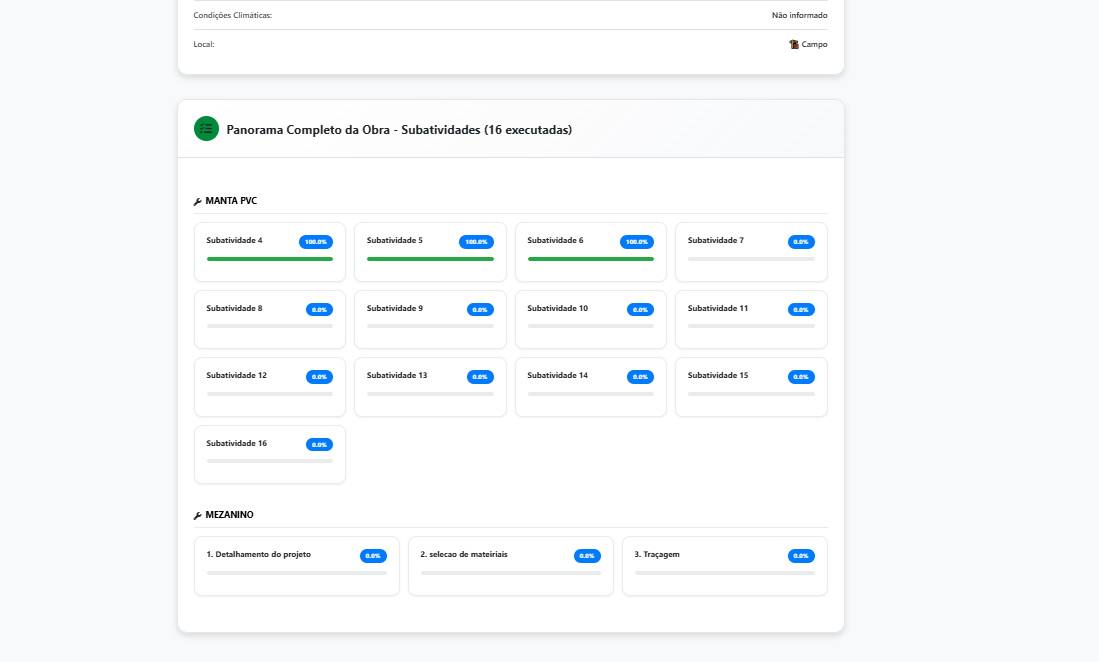 Condições Climáticas: Não informado
Local: Campo
Panorama Completo da Obra - Subatividades (16 executadas)
MANTA PVC
Subatividade 4 100.0% Subatividade 5 100.0% Subatividade 6 100.0% Subatividade 7 0.0%
Subatividade 8 0.0% Subatividade 9 0.0% Subatividade 10 0.0% Subatividade 11 0.0%
Subatividade 12 0.0% Subatividade 13 0.0% Subatividade 14 0.0% Subatividade 15 0.0%
Subatividade 16 0.0%
MEZANINO
1. Detalhamento do projeto 0.0% 2. selecao de mateiriais 0.0% 3. Traçagem 0.0%